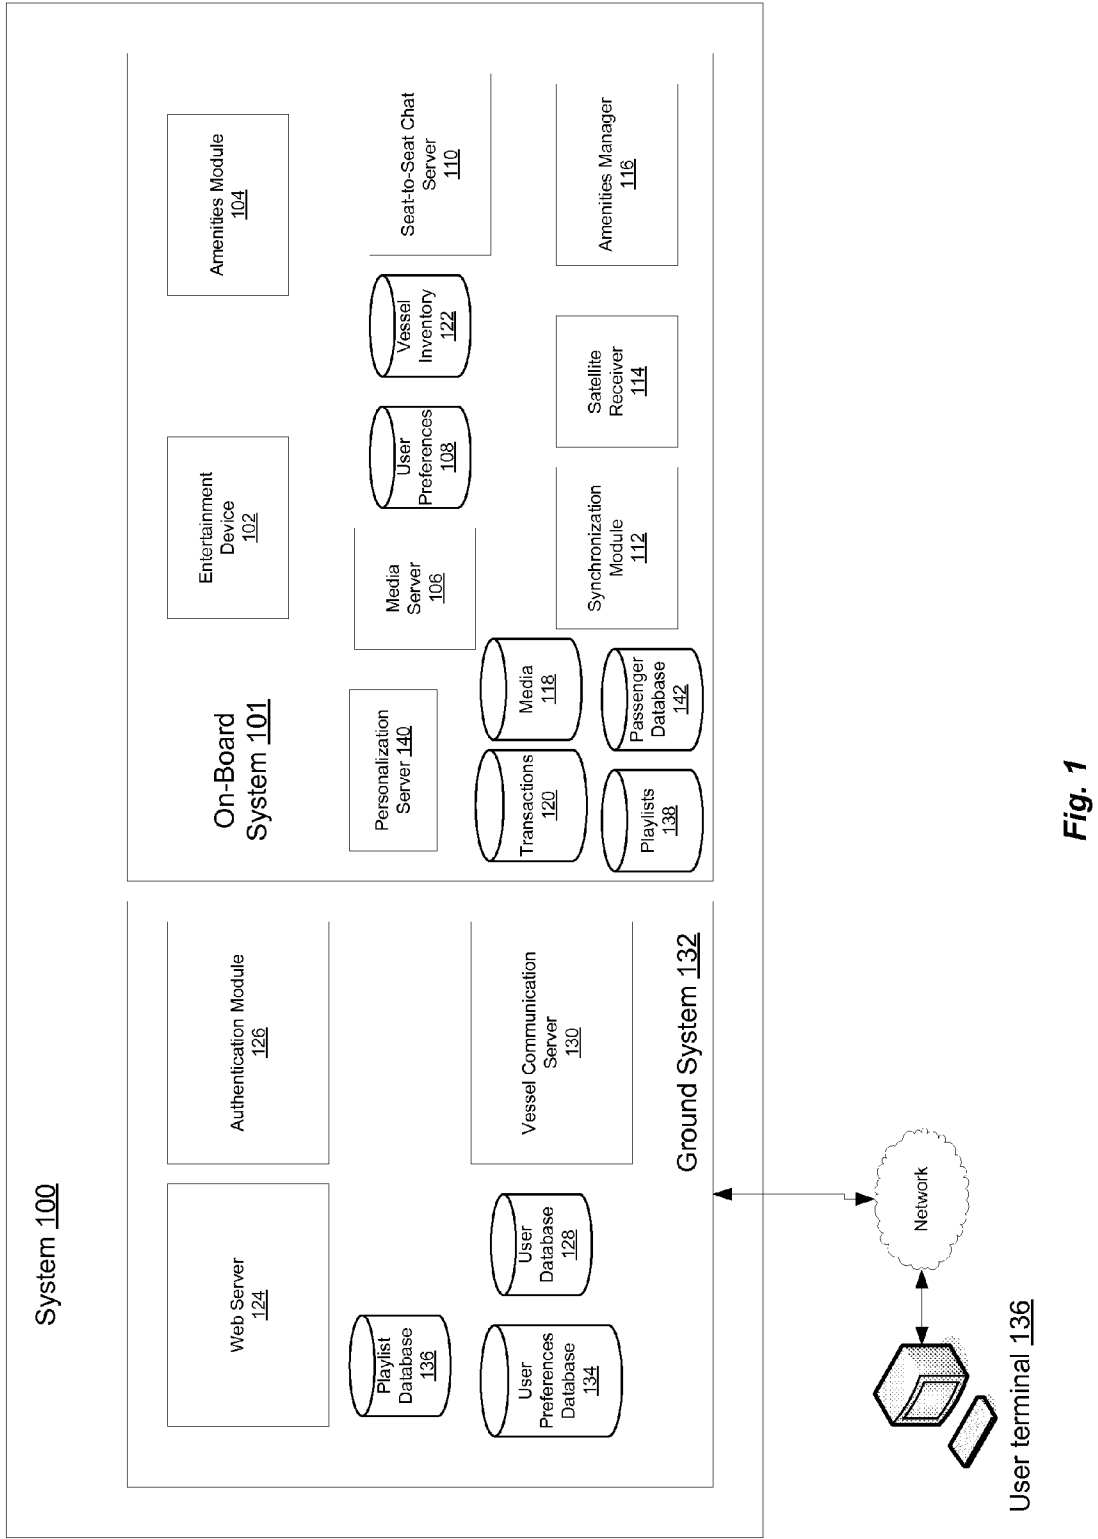 System 100
Web Server
124
Authentication Module
126
Playlist
Database
136
User
Preferences
Database
134
User
Database
128
Vessel Communication
Server
130
Ground System 132
On-Board
System 101
Entertainment
Device
102
Amenities Module
104
Personalization
Server 140
Media
Server
106
User
Preferences
108
Vessel
Inventory
122
Seat-to-Seat Chat
Server
110
Transactions
120
Media
118
Playlists
138
Passenger
Database
142
Synchronization
Module
112
Satellite
Receiver
114
Amenities Manager
116
User terminal 136
Network
Fig. 1